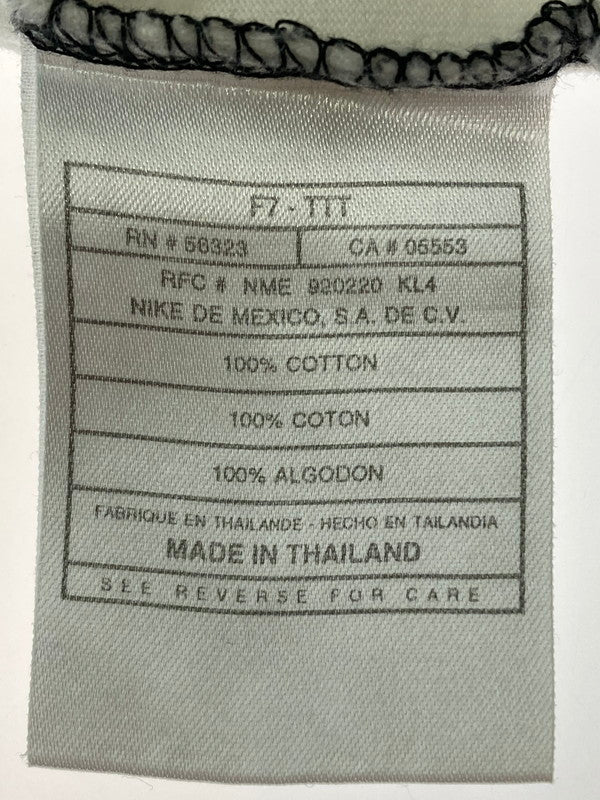 F7 - TTT
RN # 56323
CA # 05553
RFC # NME 920220 KL4
NIKE DE MEXICO, S.A. DE C.V.
100% COTTON
100% COTON
100% ALGODON
FABRIQUE EN THAILANDE - HECHO EN TAILANDIA
MADE IN THAILAND
SEE REVERSE FOR CARE